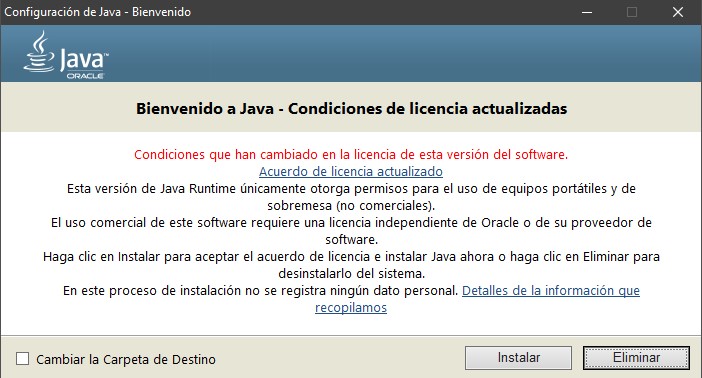 Configuración de Java - Bienvenido
Java™
ORACLE
Bienvenido a Java - Condiciones de licencia actualizadas
Condiciones que han cambiado en la licencia de esta versión del software.
Acuerdo de licencia actualizado
Esta versión de Java Runtime únicamente otorga permisos para el uso de equipos portátiles y de
sobremesa (no comerciales).
El uso comercial de este software requiere una licencia independiente de Oracle o de su proveedor de
software.
Haga clic en Instalar para aceptar el acuerdo de licencia e instalar Java ahora o haga clic en Eliminar para
desinstalarlo del sistema.
En este proceso de instalación no se registra ningún dato personal. Detalles de la información que
recopilamos
Cambiar la Carpeta de Destino
Instalar
Eliminar